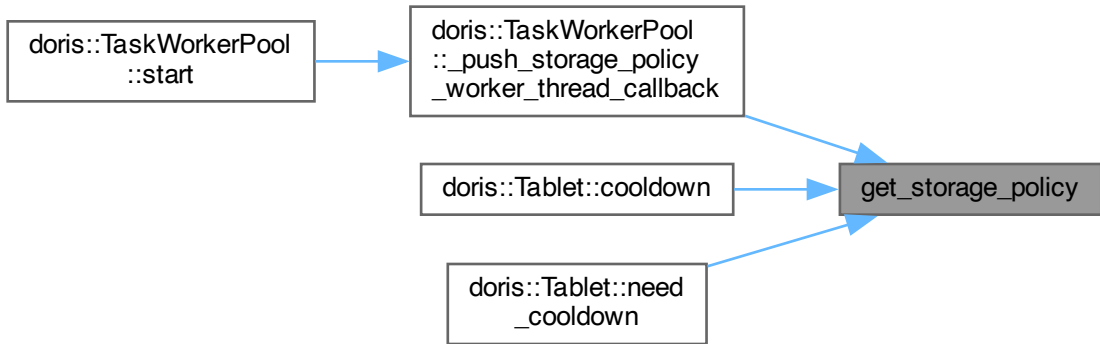 doris::TaskWorkerPool
::start
doris::TaskWorkerPool
::_push_storage_policy
_worker_thread_callback
doris::Tablet::cooldown
get_storage_policy
doris::Tablet::need
_cooldown